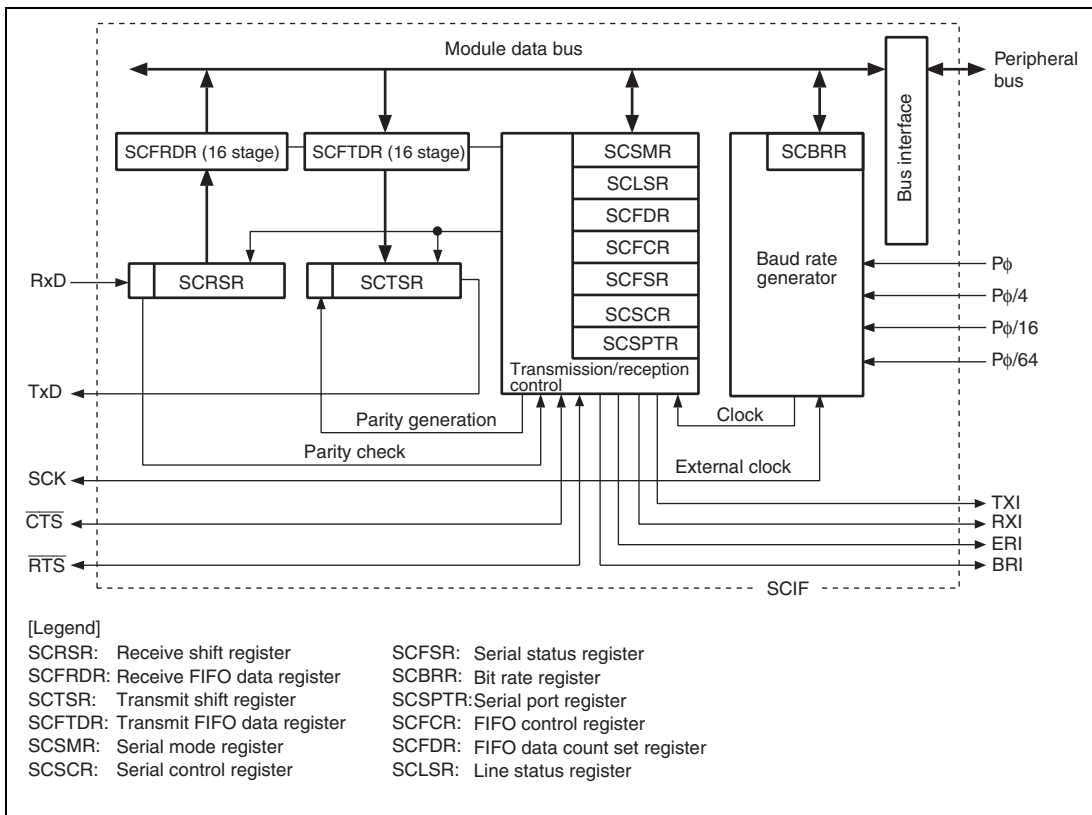 Module data bus
Peripheral
bus
Bus interface
SCFRDR (16 stage)
SCFTDR (16 stage)
SCSMR
SCBRR
SCLSR
SCFDR
SCFCR
SCFSR
SCSCR
SCSPTR
Baud rate
generator
RxD
SCRSR
SCTSR
Pϕ
Pϕ/4
Pϕ/16
Pϕ/64
Transmission/reception
control
TxD
Parity generation
Clock
Parity check
External clock
SCK
CTS
RTS
TXI
RXI
ERI
BRI
SCIF
[Legend]
SCRSR: Receive shift register
SCFRDR: Receive FIFO data register
SCTSR: Transmit shift register
SCFTDR: Transmit FIFO data register
SCSMR: Serial mode register
SCSCR: Serial control register
SCFSR: Serial status register
SCBRR: Bit rate register
SCSPTR: Serial port register
SCFCR: FIFO control register
SCFDR: FIFO data count set register
SCLSR: Line status register